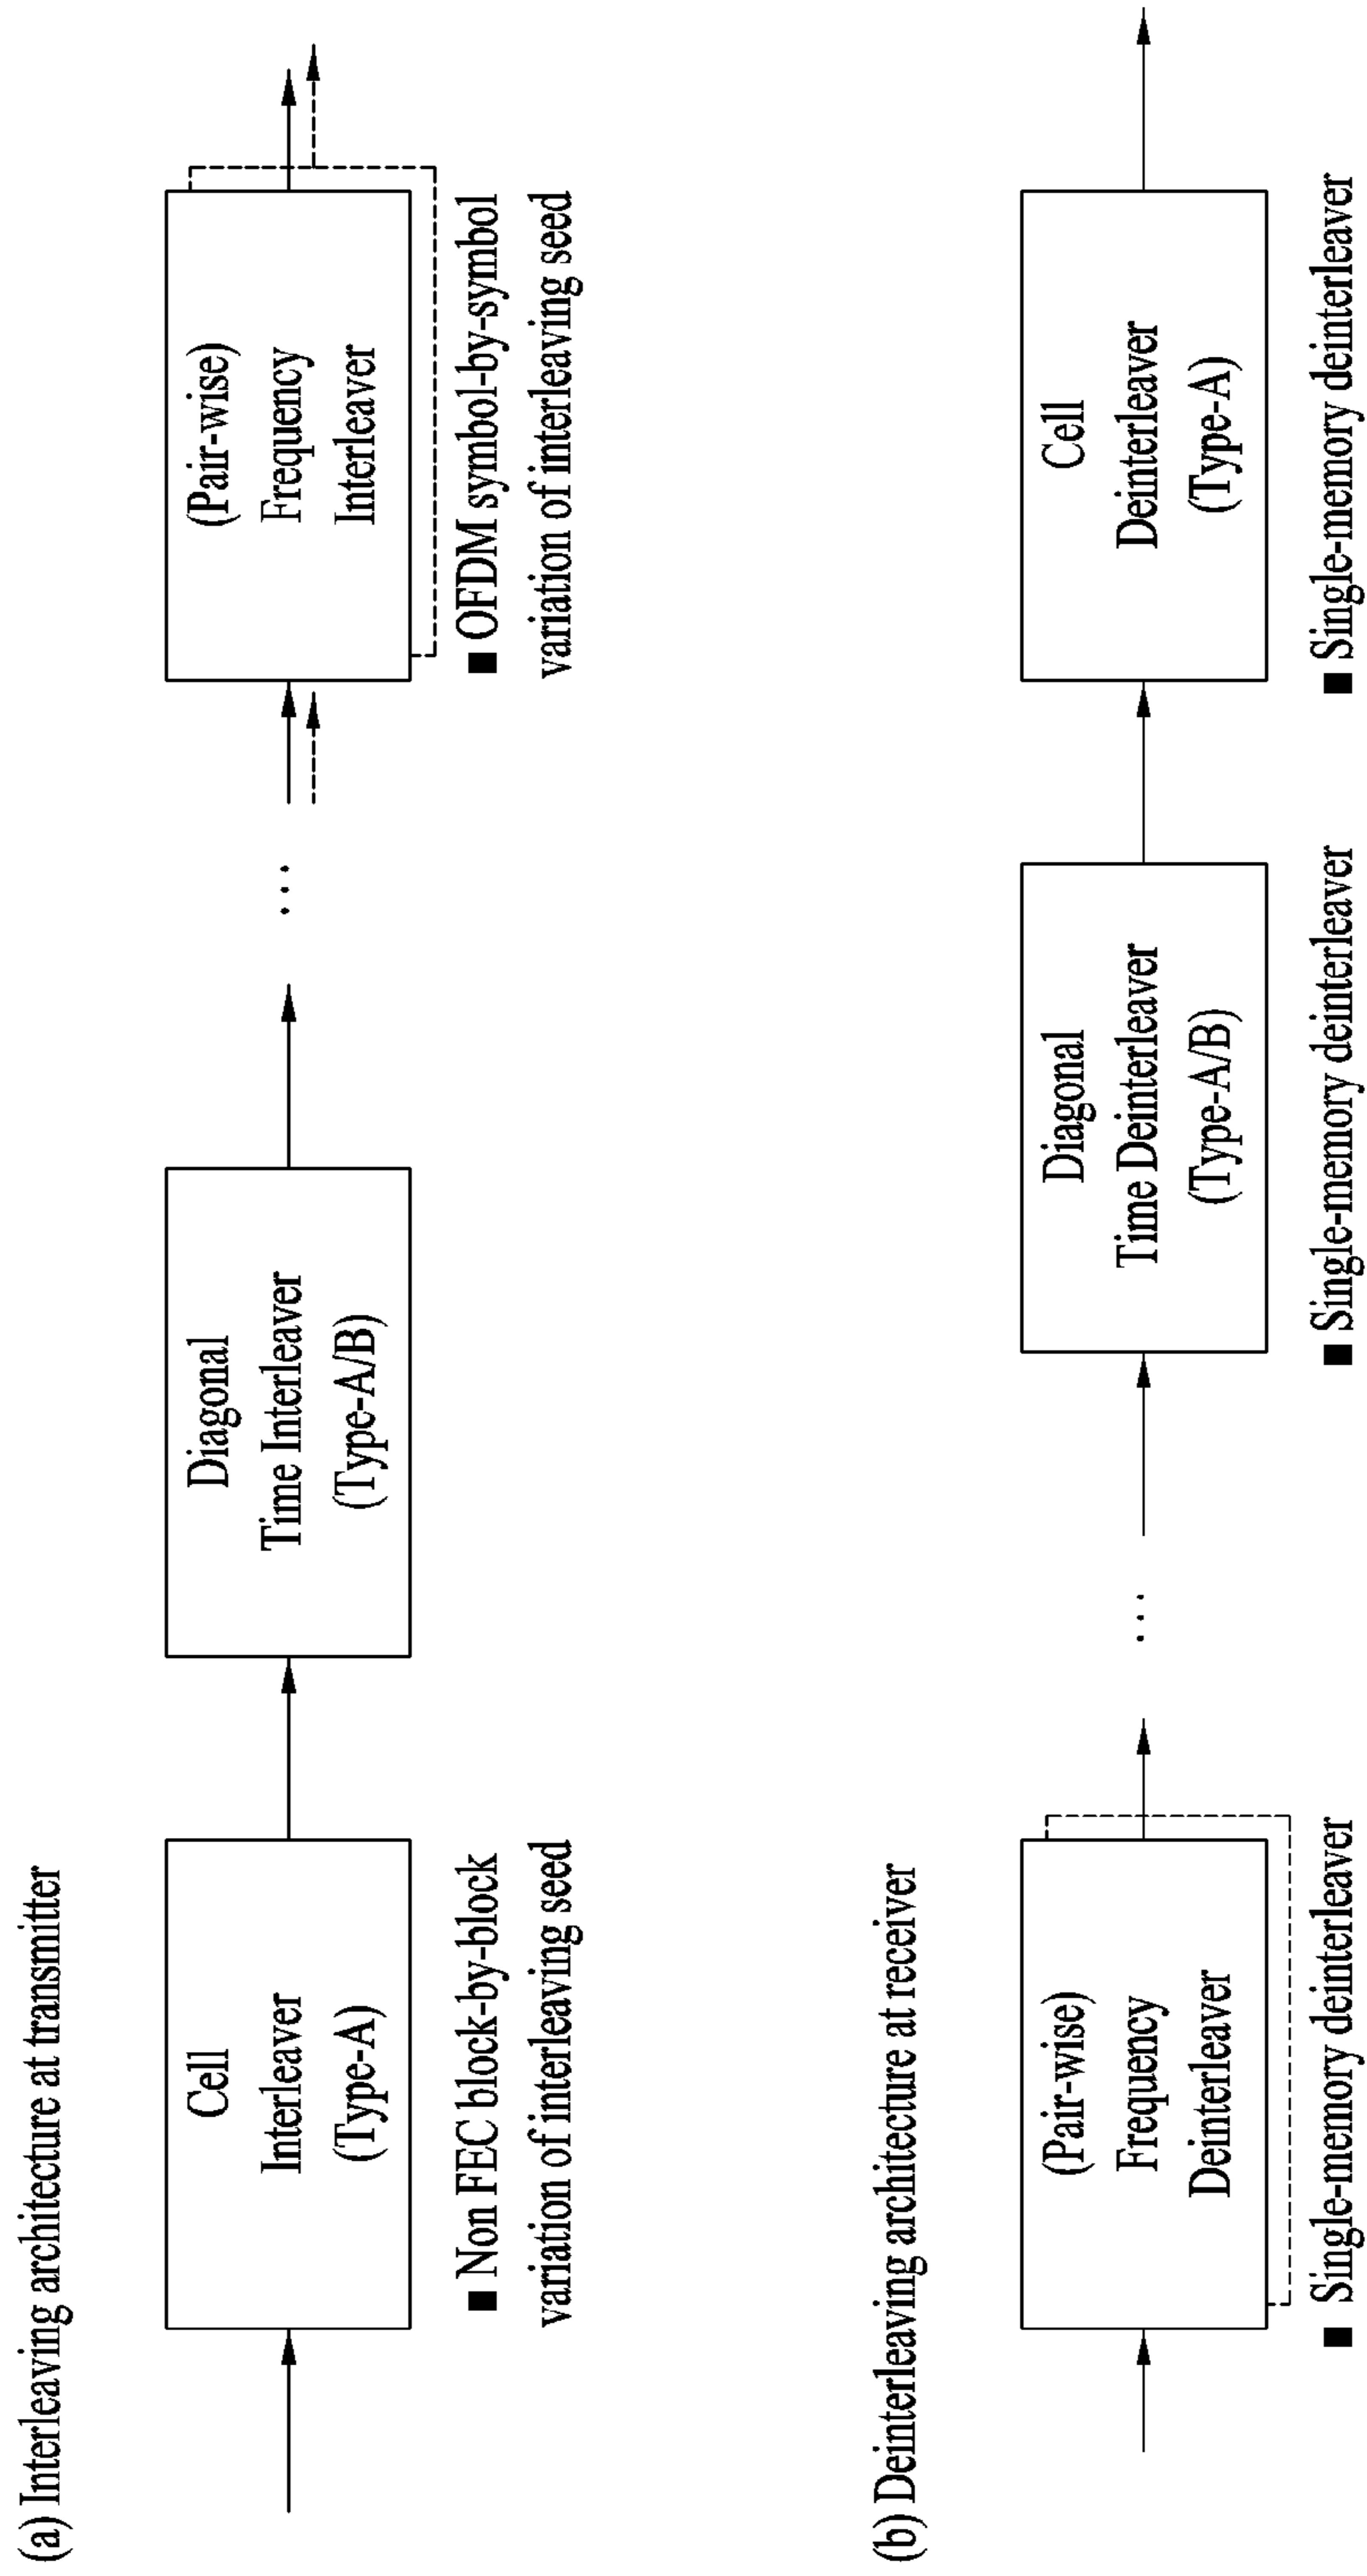 (a) Interleaving architecture at transmitter
Cell
Interleaver
(Type-A)
■ Non FEC block-by-block
variation of interleaving seed
Diagonal
Time Interleaver
(Type-A/B)
...
(Pair-wise)
Frequency
Interleaver
■ OFDM symbol-by-symbol
variation of interleaving seed
(b) Deinterleaving architecture at receiver
(Pair-wise)
Frequency
Deinterleaver
■ Single-memory deinterleaver
...
Diagonal
Time Deinterleaver
(Type-A/B)
■ Single-memory deinterleaver
Cell
Deinterleaver
(Type-A)
■ Single-memory deinterleaver